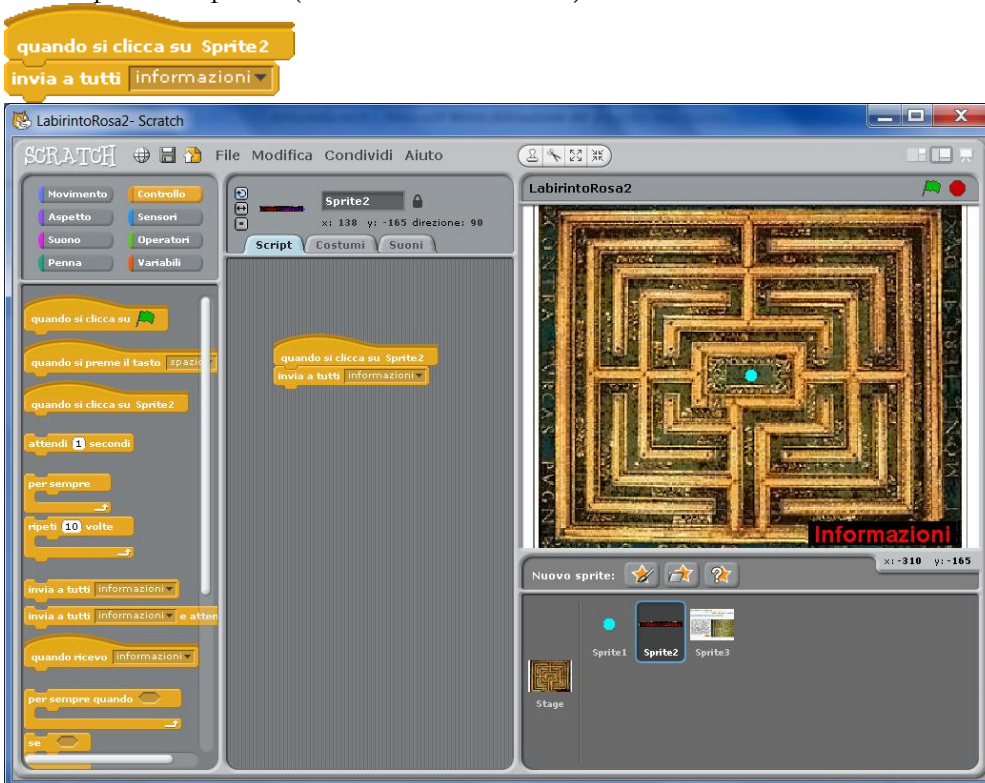 quando si clicca su Sprite2
invia a tutti informazioni
LabirintoRosa2- Scratch
SCRATCH File Modifica Condividi Aiuto
Movimento Controllo
Aspetto Sensori
Suono Operatori
Penna Variabili
Sprite2
x: 138 y: -165 direzione: 90
Script Costumi Suoni
quando si clicca su
quando si preme il tasto spazio
quando si clicca su Sprite2
attendi 1 secondi
per sempre
ripeti 10 volte
invia a tutti informazioni
invia a tutti informazioni e atten
quando ricevo informazioni
per sempre quando
se
quando si clicca su Sprite2
invia a tutti informazioni
LabirintoRosa2
Informazioni
x: -310 y: -165
Nuovo sprite:
Sprite1 Sprite2 Sprite3
Stage